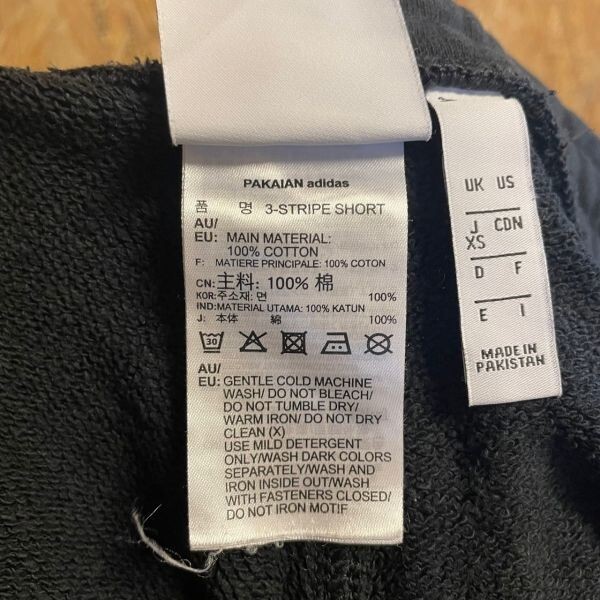 PAKAIAN adidas
품 명 3-STRIPE SHORT
AU/
EU: MAIN MATERIAL:
100% COTTON
F: MATIERE PRINCIPALE: 100% COTON
CN: 主料: 100% 棉
KOR:주소재: 면 100%
IND:MATERIAL UTAMA: 100% KATUN
J: 本体 綿 100%
30
AU/
EU: GENTLE COLD MACHINE
WASH/ DO NOT BLEACH/
DO NOT TUMBLE DRY/
WARM IRON/ DO NOT DRY
CLEAN (X)
USE MILD DETERGENT
ONLY/WASH DARK COLORS
SEPARATELY/WASH AND
IRON INSIDE OUT/WASH
WITH FASTENERS CLOSED/
DO NOT IRON MOTIF
UK US
J CDN
XS
D F
E I
MADE IN
PAKISTAN